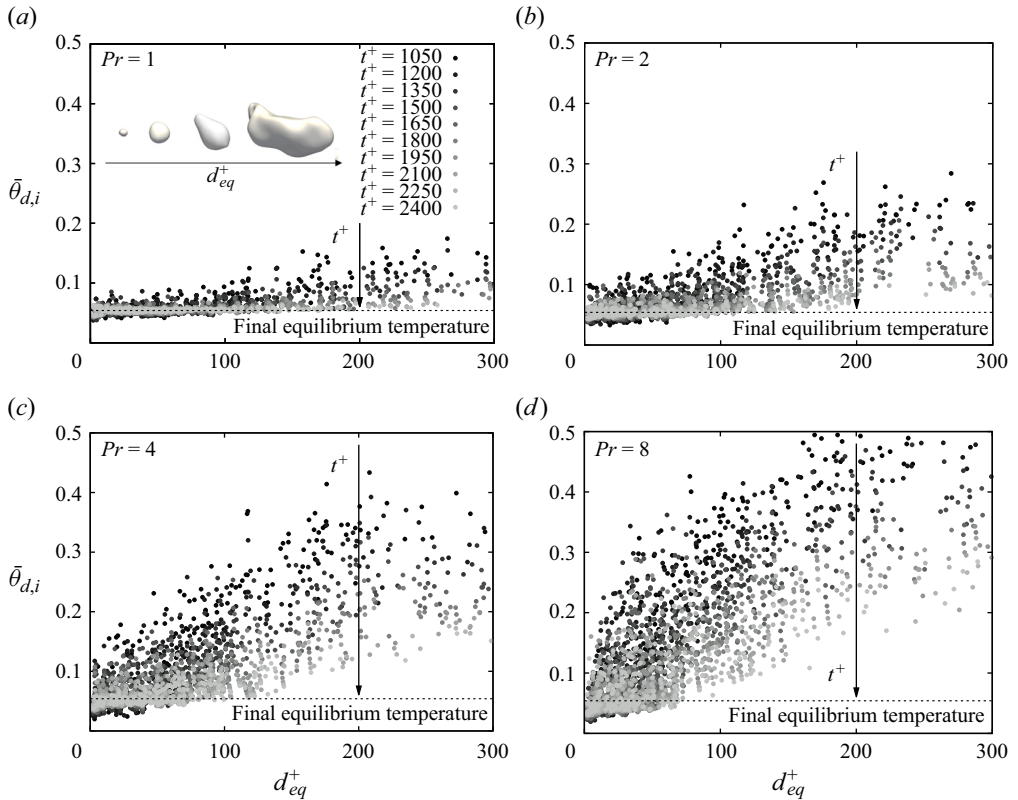 (a)
(b)
0.5
0.4
0.3
0.2
0.1
0
100
200
300
θ̄d,i
Pr = 1
t+ = 1050
t+ = 1200
t+ = 1350
t+ = 1500
t+ = 1650
t+ = 1800
t+ = 1950
t+ = 2100
t+ = 2250
t+ = 2400
d+eq
t+
Final equilibrium temperature
0.5
0.4
0.3
0.2
0.1
0
100
200
300
Pr = 2
t+
Final equilibrium temperature
(c)
(d)
0.5
0.4
0.3
0.2
0.1
0
100
200
300
θ̄d,i
Pr = 4
t+
Final equilibrium temperature
d+eq
0.5
0.4
0.3
0.2
0.1
0
100
200
300
Pr = 8
t+
Final equilibrium temperature
d+eq